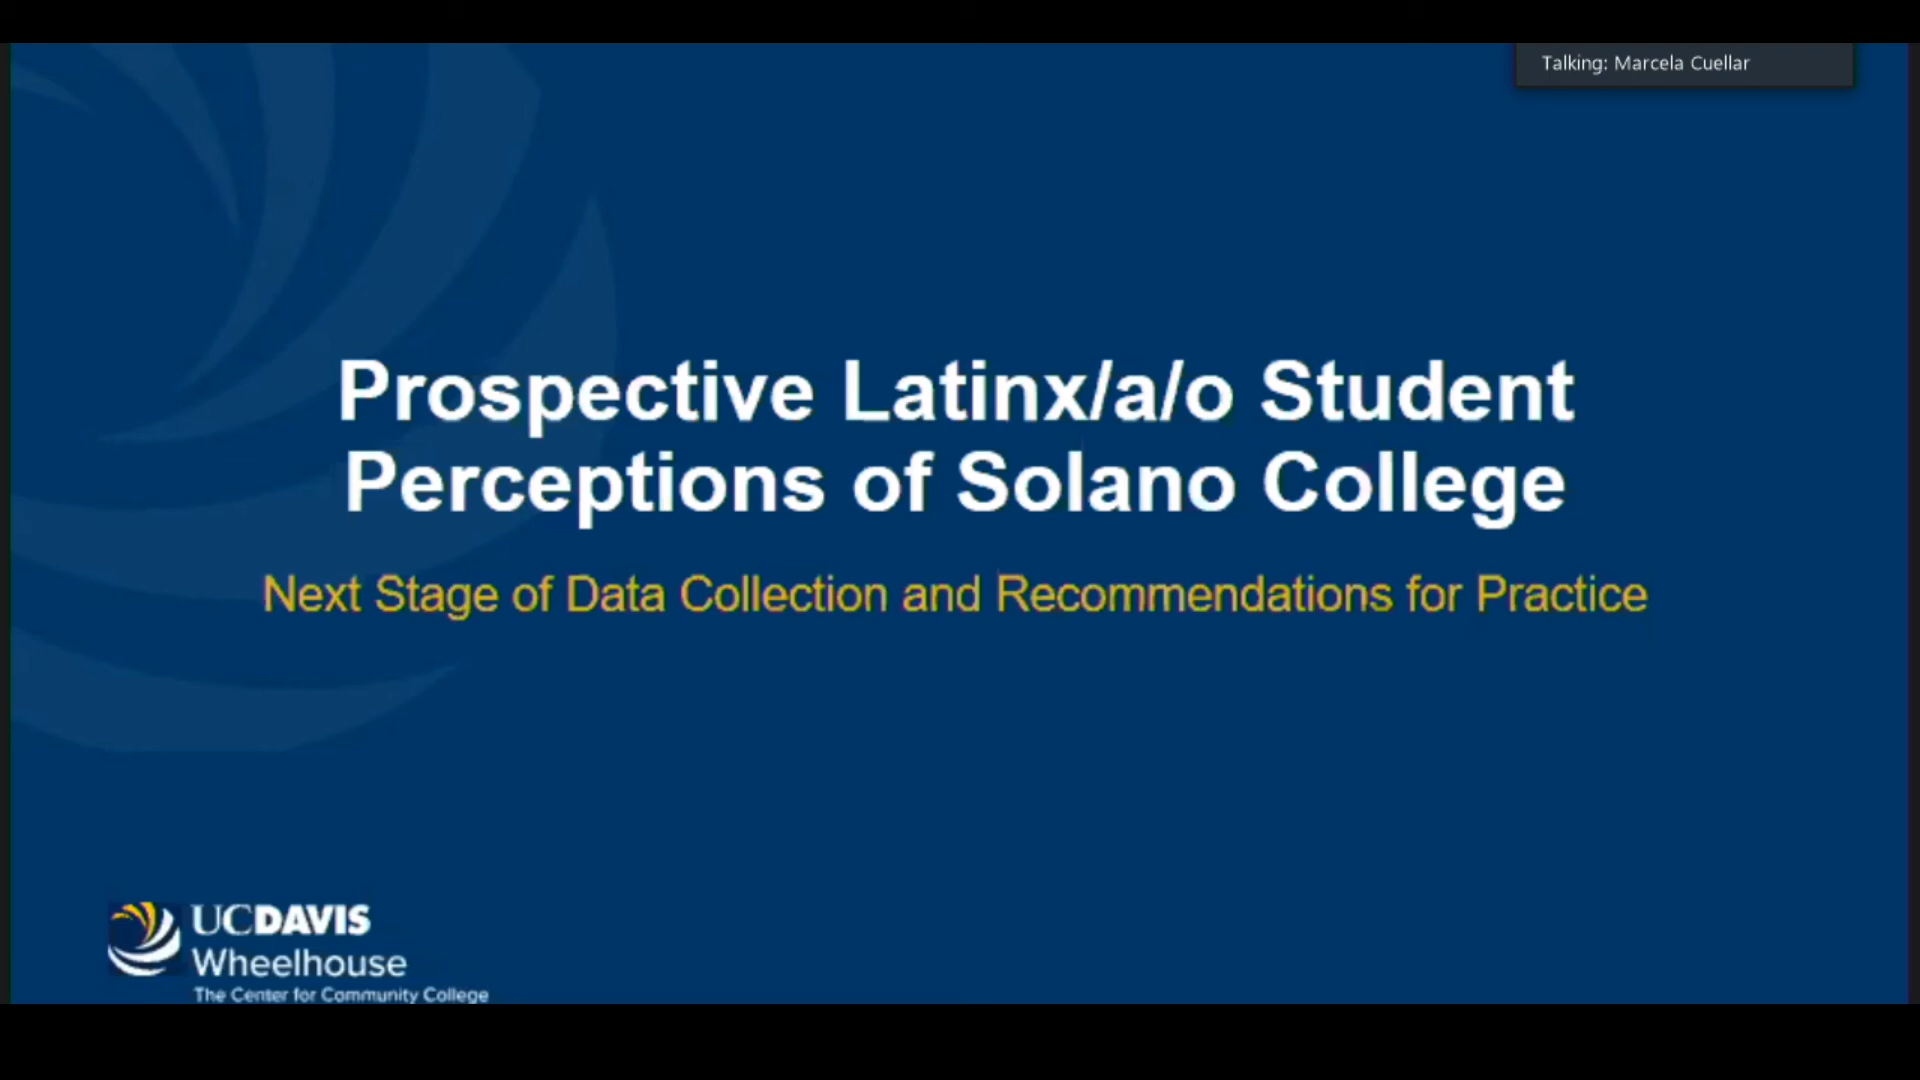 Talking: Marcela Cuellar
Prospective Latinx/a/o Student
Perceptions of Solano College
Next Stage of Data Collection and Recommendations for Practice
UCDAVIS
Wheelhouse
The Center for Community College